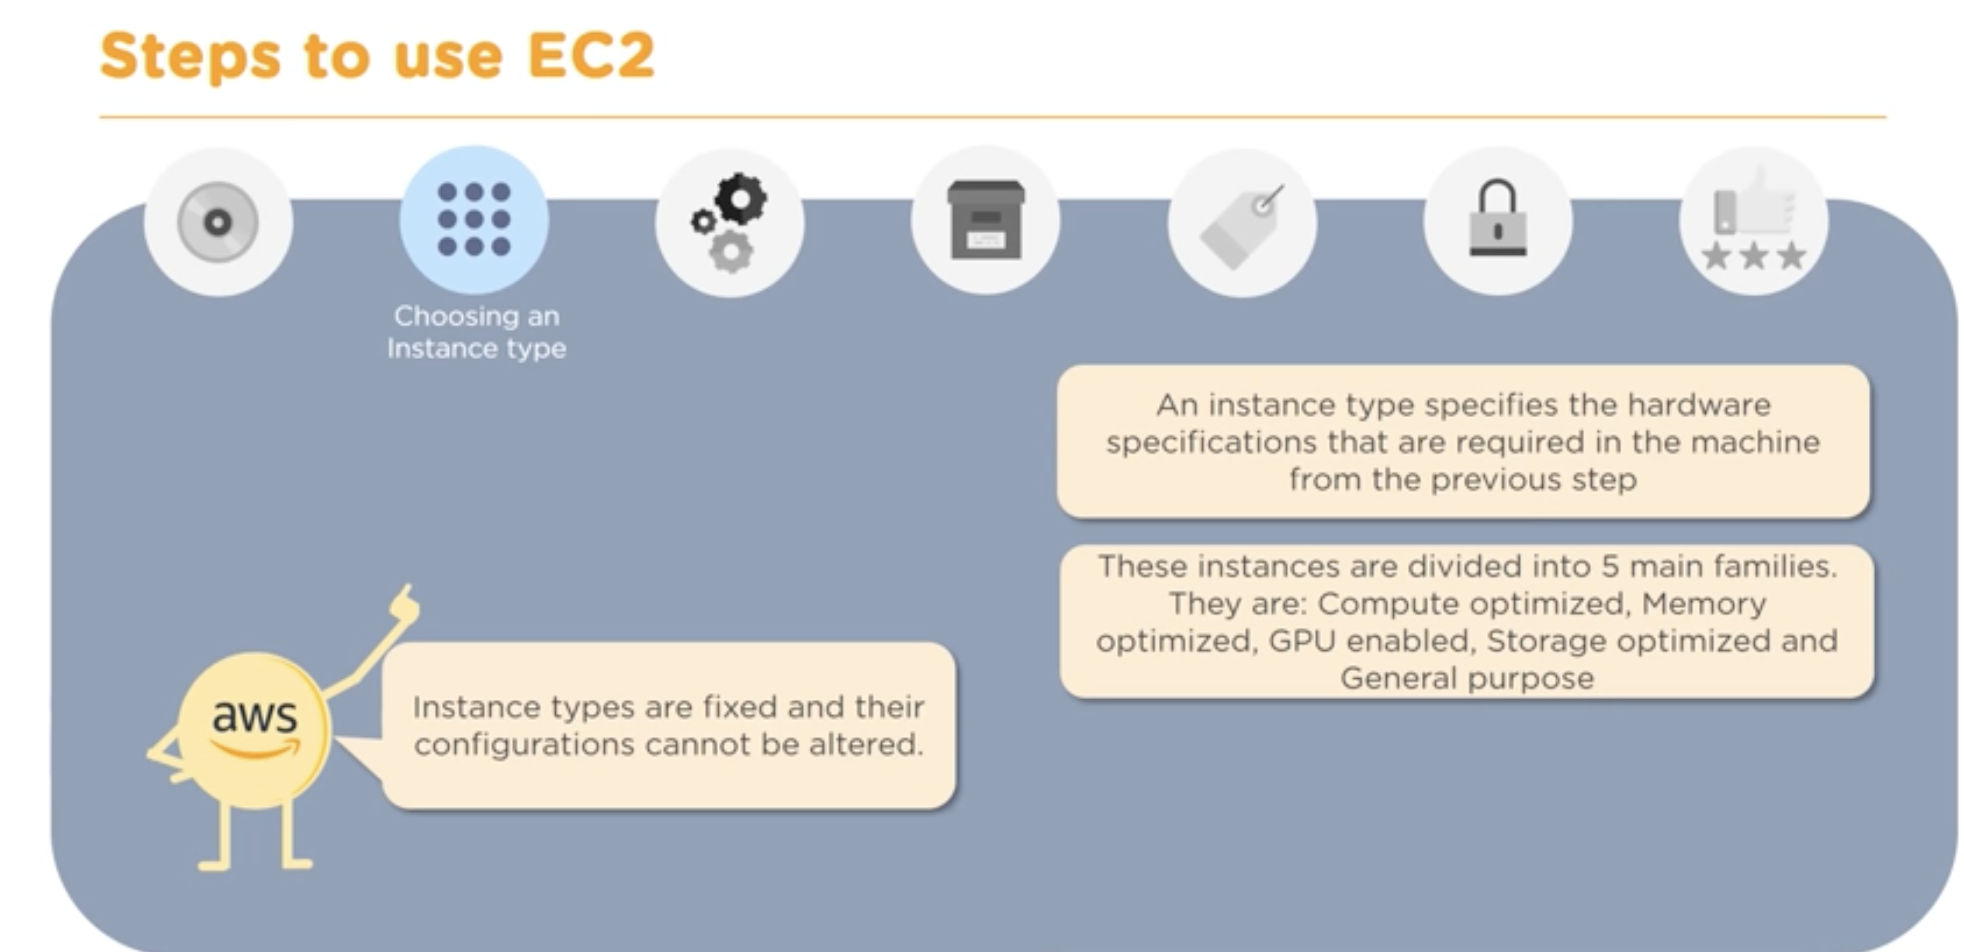 Steps to use EC2
Choosing an
Instance type
An instance type specifies the hardware
specifications that are required in the machine
from the previous step
These instances are divided into 5 main families.
They are: Compute optimized, Memory
optimized, GPU enabled, Storage optimized and
General purpose
aws
Instance types are fixed and their
configurations cannot be altered.